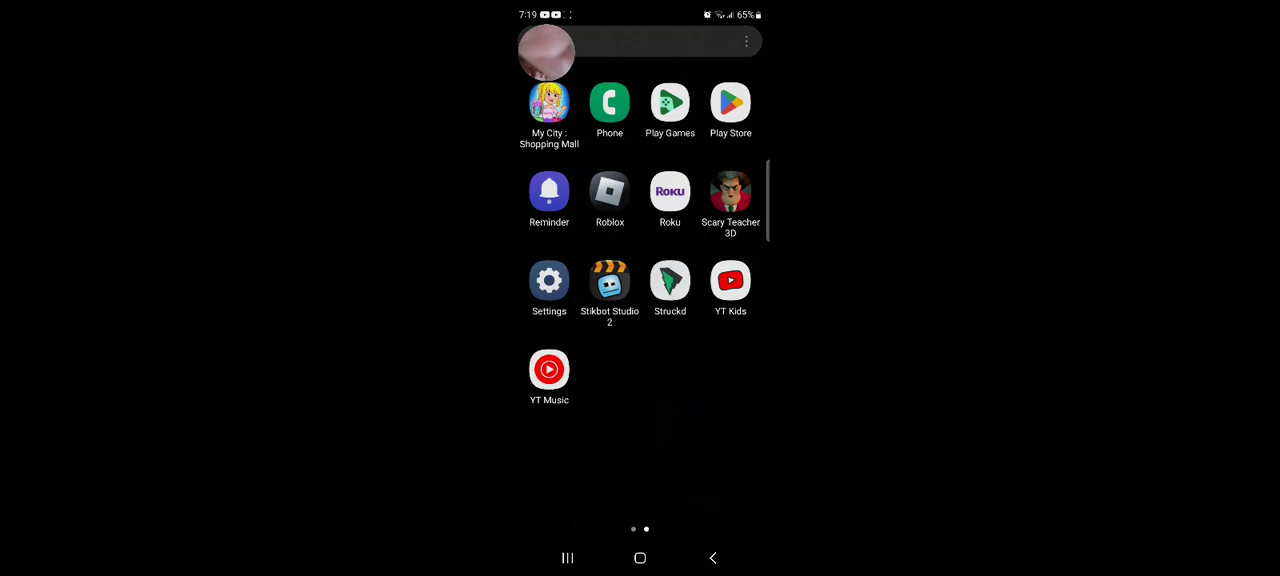 7:19
65%
My City :
Shopping Mall
Phone
Play Games
Play Store
Reminder
Roblox
Roku
Roku
Scary Teacher
3D
Settings
Stikbot Studio
2
Struckd
YT Kids
YT Music